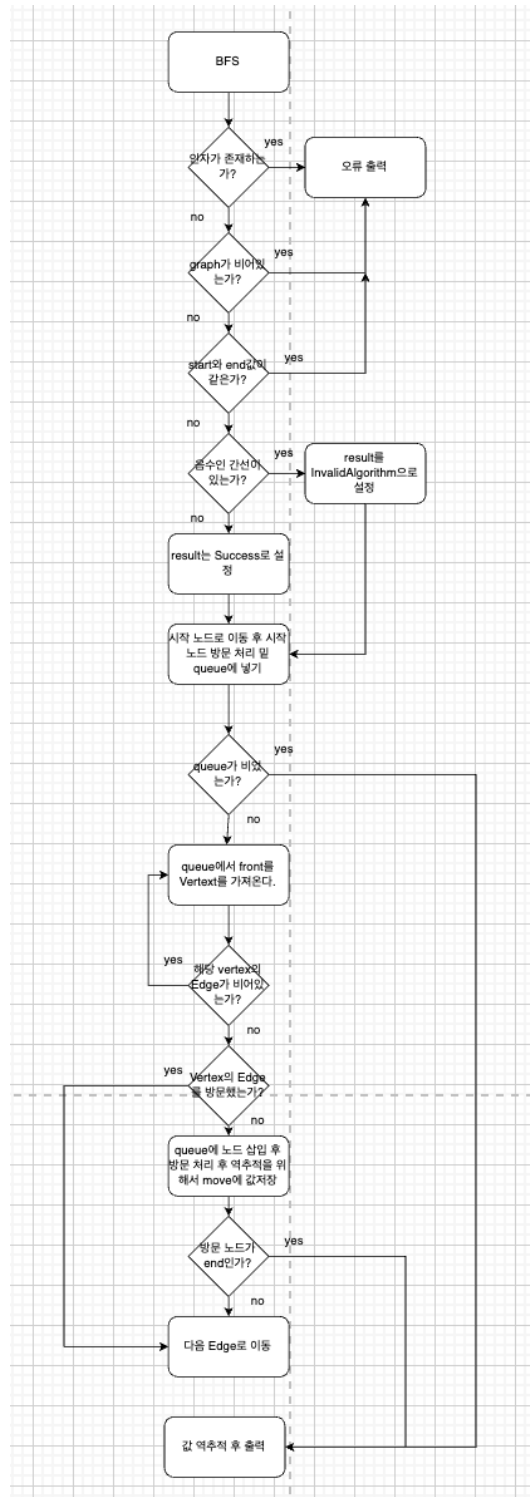 BFS
인자가 존재하는
가?
yes
오류 출력
no
graph가 비어있
는가?
yes
no
start와 end값이
같은가?
yes
no
음수인 간선이
있는가?
yes
result를
InvalidAlgorithm으로
설정
no
result는 Success로 설
정
시작 노드로 이동 후 시작
노드 방문 처리 밑
queue에 넣기
queue가 비었
는가?
yes
no
queue에서 front를
Vertext를 가져온다.
해당 vertex의
Edge가 비어있
는가?
yes
no
Vertex의 Edge
를 방문했는가?
yes
no
queue에 노드 삽입 후
방문 처리 후 역추적을 위
해서 move에 값저장
방문 노드가
end인가?
yes
no
다음 Edge로 이동
값 역추적 후 출력